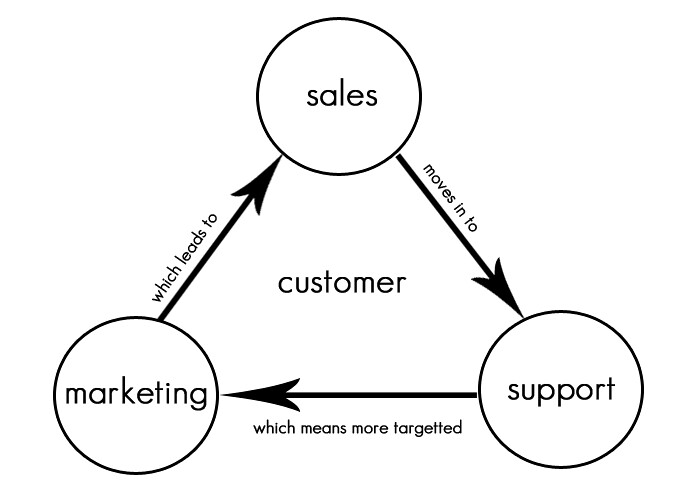 sales
moves in to
which leads to
customer
marketing
support
which means more targetted